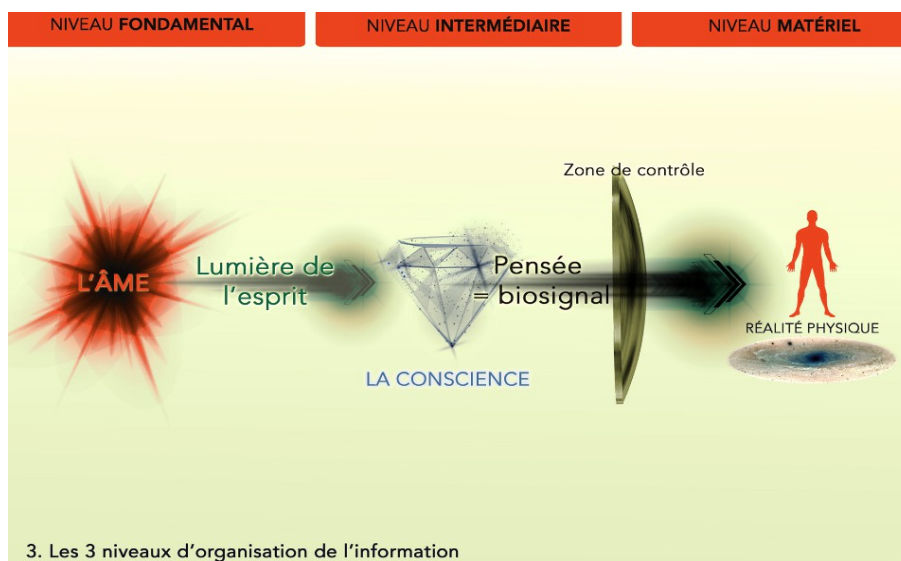 NIVEAU FONDAMENTAL
NIVEAU INTERMÉDIAIRE
NIVEAU MATÉRIEL
Zone de contrôle
L'ÂME
Lumière de
l'esprit
Pensée
= biosignal
LA CONSCIENCE
RÉALITÉ PHYSIQUE
3. Les 3 niveaux d'organisation de l'information